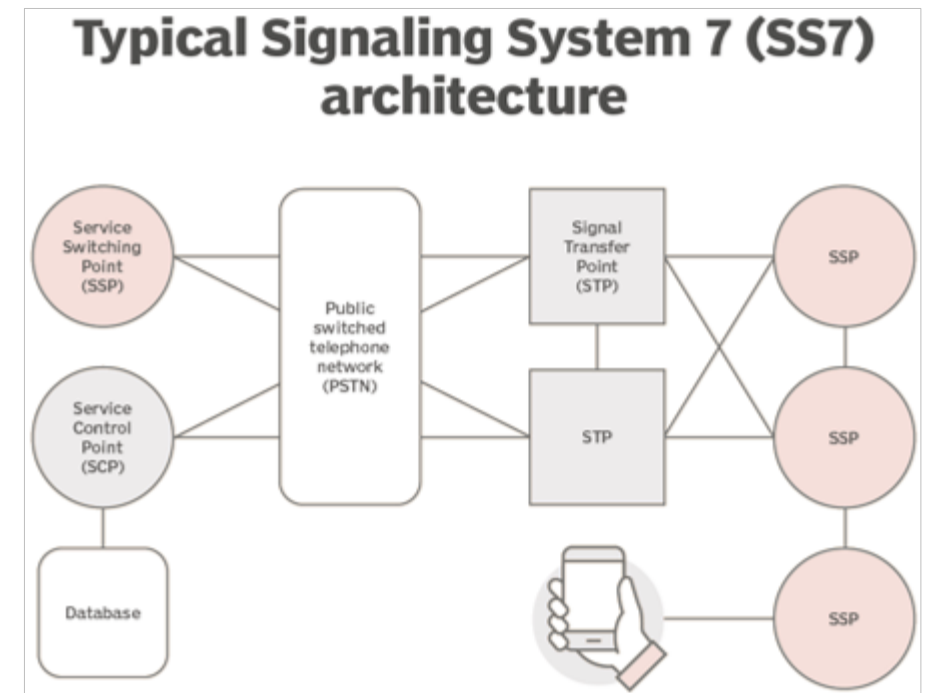 Typical Signaling System 7 (SS7)
architecture
Service
Switching
Point
(SSP)
Public
switched
telephone
network
(PSTN)
Signal
Transfer
Point
(STP)
SSP
Service
Control
Point
(SCP)
STP
SSP
Database
SSP